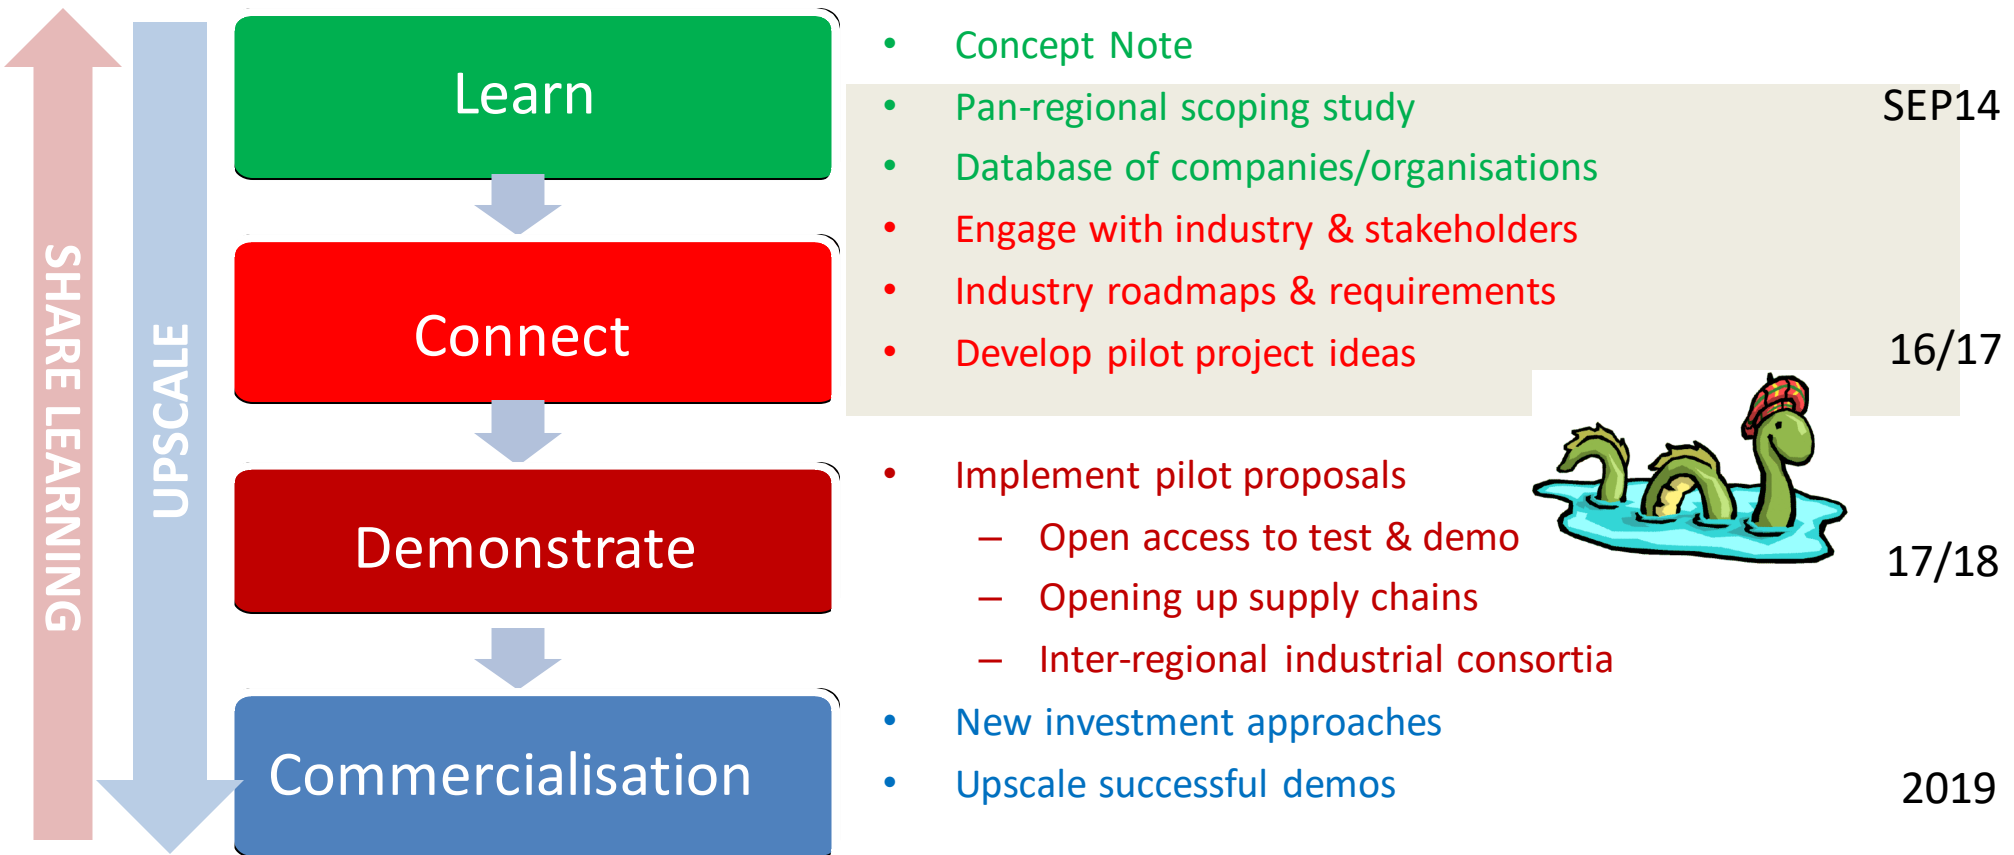 SHARE LEARNING
UPSCALE
Learn
• Concept Note
• Pan-regional scoping study
SEP14
• Database of companies/organisations
Connect
• Engage with industry & stakeholders
• Industry roadmaps & requirements
• Develop pilot project ideas
16/17
Demonstrate
• Implement pilot proposals
– Open access to test & demo
– Opening up supply chains
– Inter-regional industrial consortia
17/18
Commercialisation
• New investment approaches
• Upscale successful demos
2019